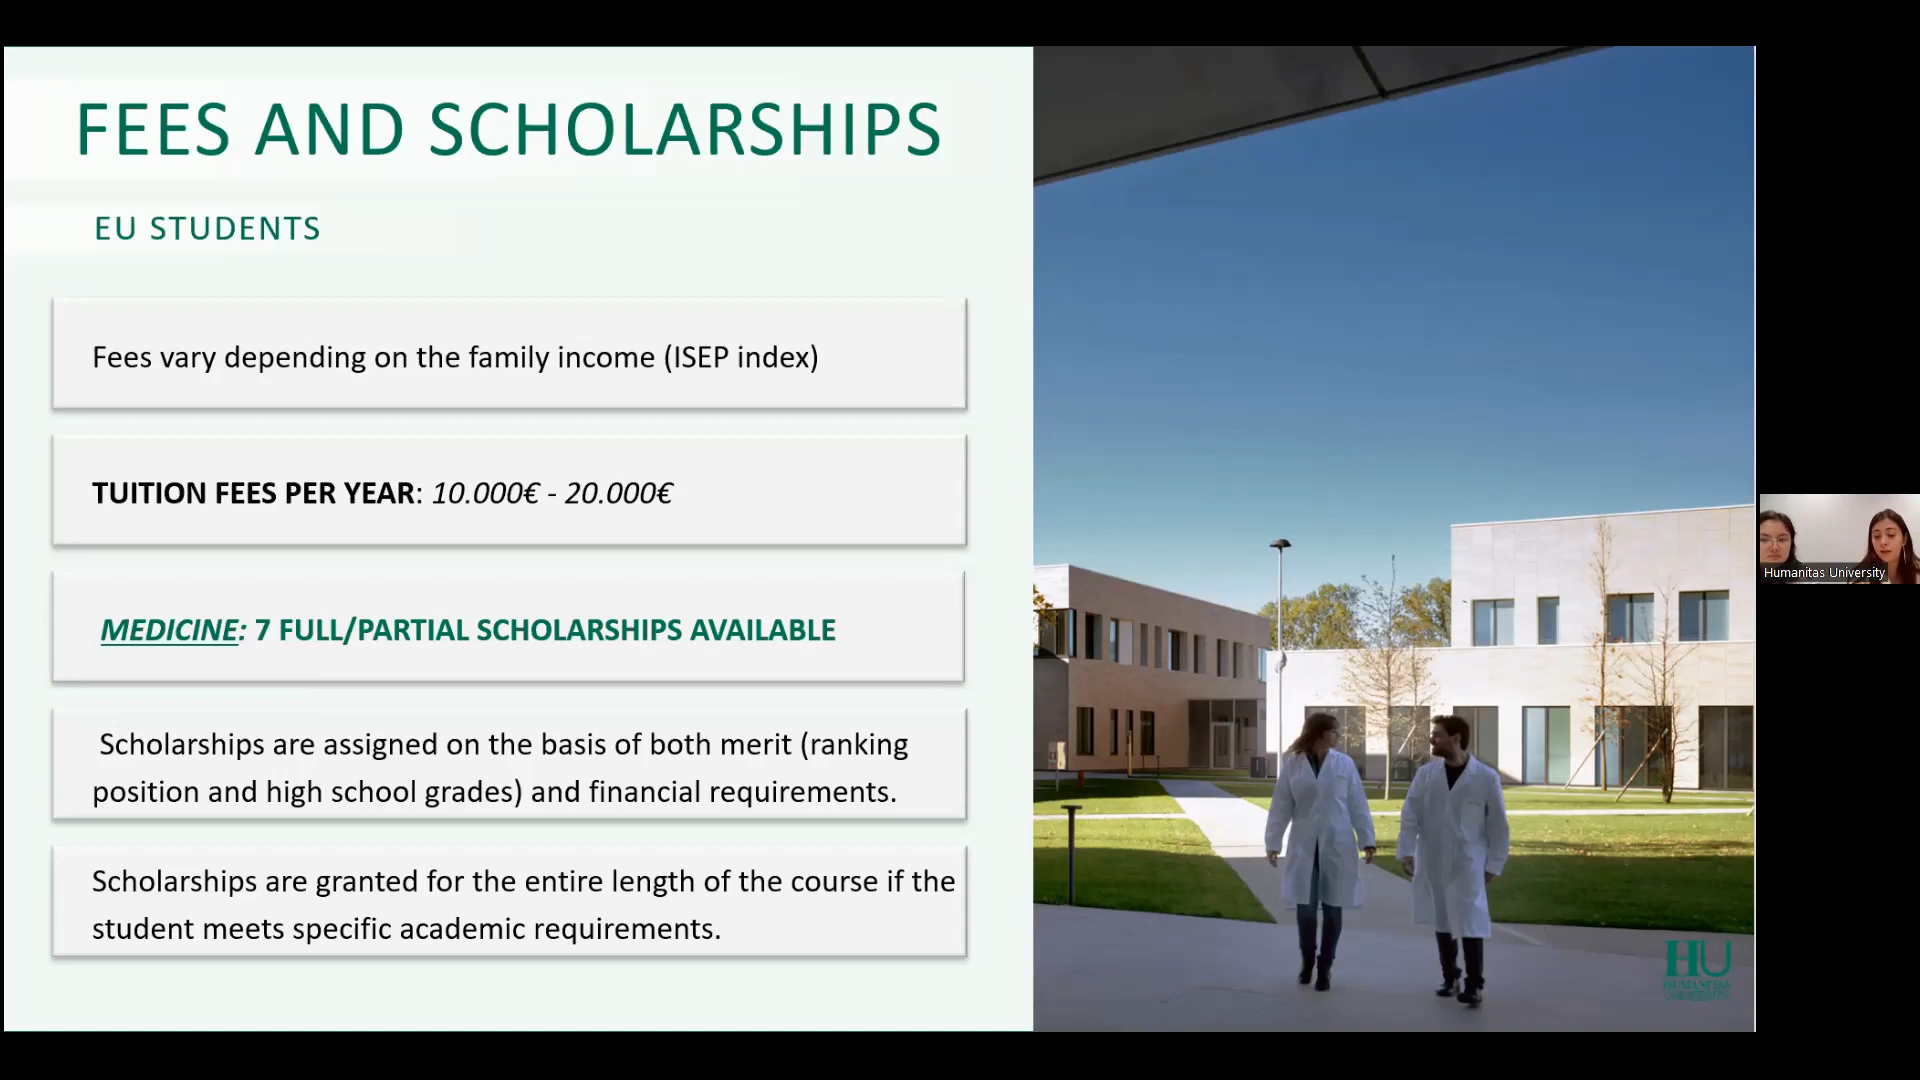 FEES AND SCHOLARSHIPS
EU STUDENTS
Fees vary depending on the family income (ISEP index)
TUITION FEES PER YEAR: 10.000€ - 20.000€
MEDICINE: 7 FULL/PARTIAL SCHOLARSHIPS AVAILABLE
Scholarships are assigned on the basis of both merit (ranking
position and high school grades) and financial requirements.
Scholarships are granted for the entire length of the course if the
student meets specific academic requirements.
Humanitas University
HU
HUMANITAS
UNIVERSITY